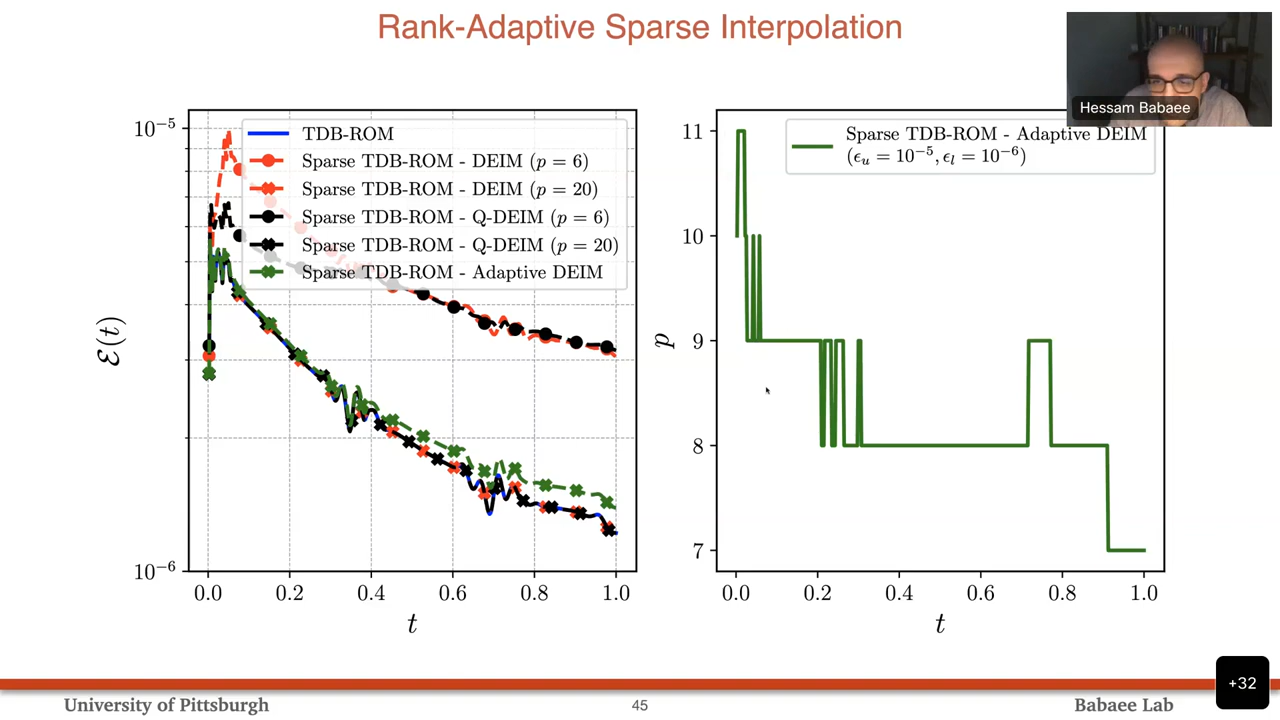 Rank-Adaptive Sparse Interpolation
Hessam Babaee
10⁻⁵
10⁻⁶
ℰ(t)
TDB-ROM
Sparse TDB-ROM - DEIM (p = 6)
Sparse TDB-ROM - DEIM (p = 20)
Sparse TDB-ROM - Q-DEIM (p = 6)
Sparse TDB-ROM - Q-DEIM (p = 20)
Sparse TDB-ROM - Adaptive DEIM
0.0 0.2 0.4 0.6 0.8 1.0
t
11
10
9
8
7
p
Sparse TDB-ROM - Adaptive DEIM
(ϵᵤ = 10⁻⁵, ϵₗ = 10⁻⁶)
0.0 0.2 0.4 0.6 0.8 1.0
t
+32
University of Pittsburgh
45
Babaee Lab